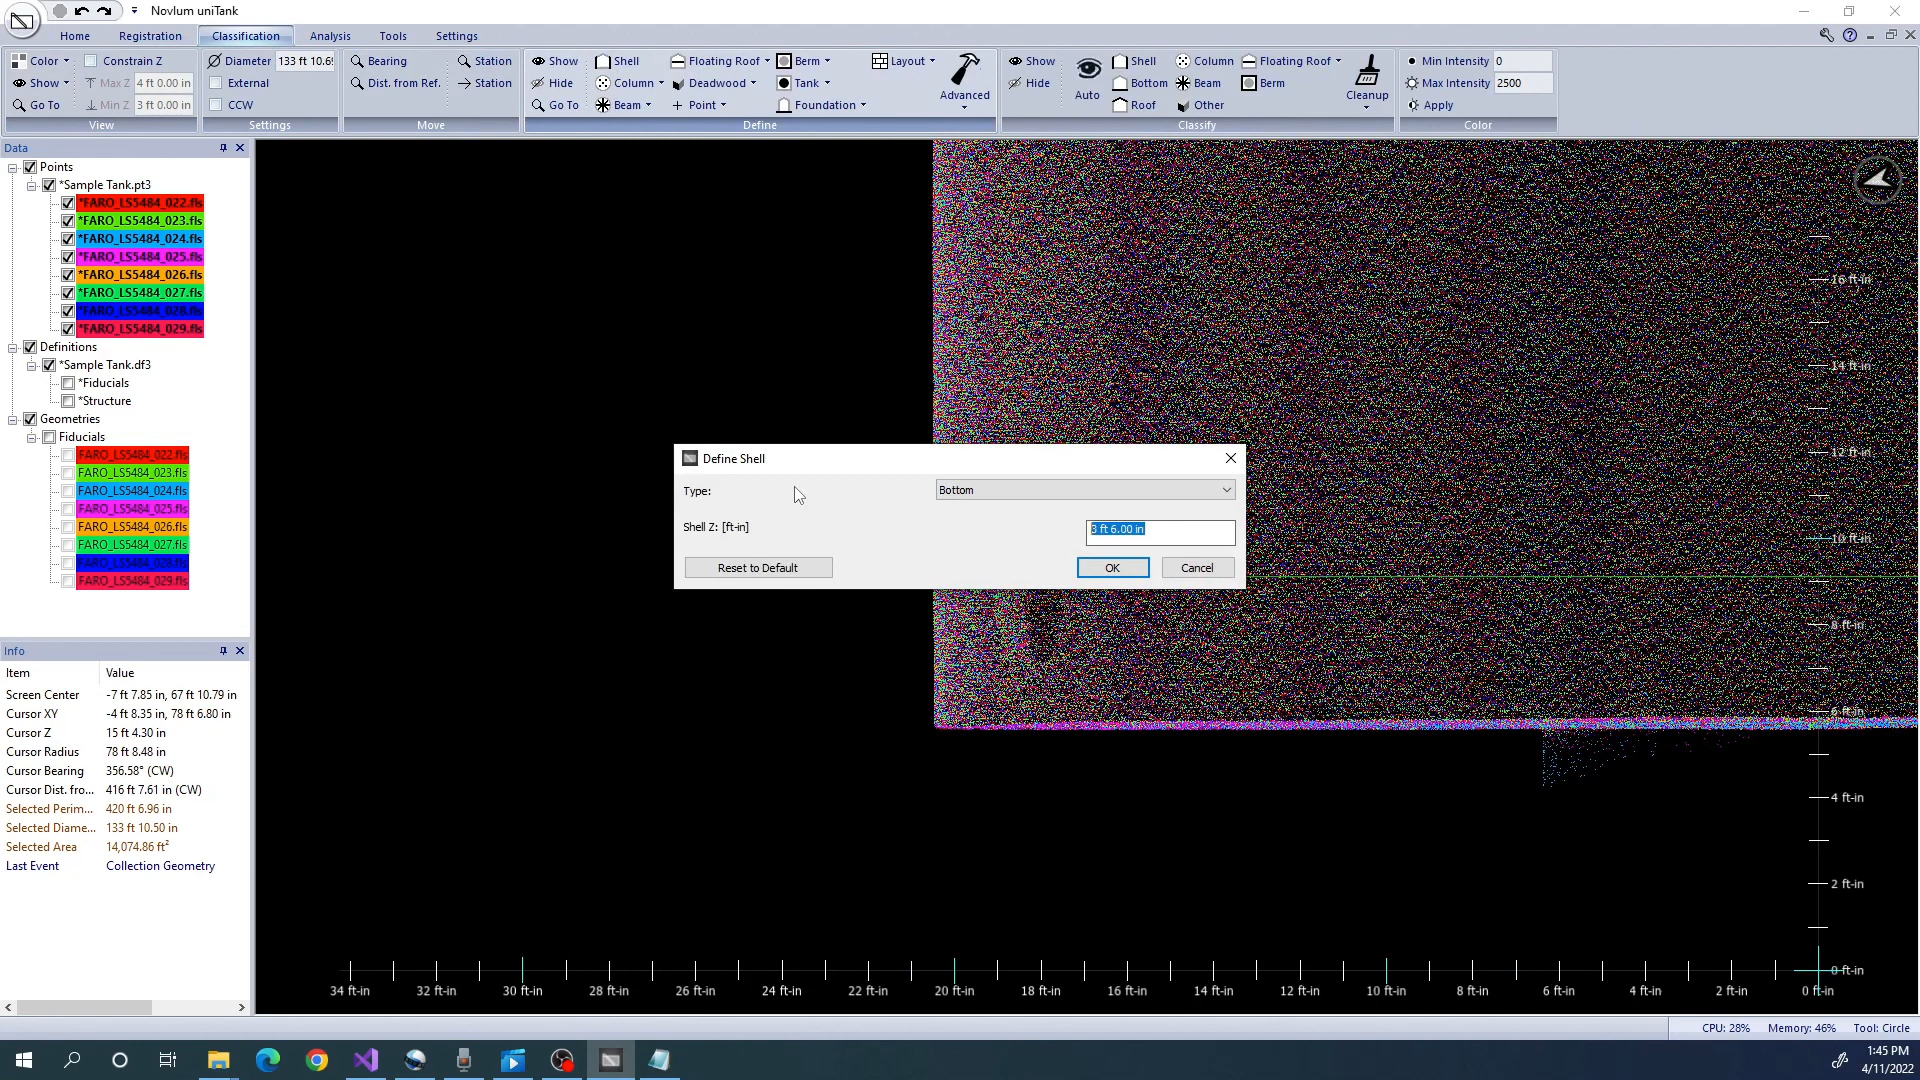 Novlum uniTank
Home Registration Classification Analysis Tools Settings
Color Constrain Z Diameter 133 ft 10.6 Bearing Station Show Shell Floating Roof Berm Layout Show Shell Column Floating Roof Min Intensity 0
Show Max Z 4 ft 0.00 in External Dist. from Ref. Station Hide Column Deadwood Tank Advanced Hide Auto Bottom Beam Berm Cleanup Max Intensity 2500
Go To Min Z 3 ft 0.00 in CCW Go To Beam Point Foundation Roof Other Apply
View Settings Move Define Classify Color
Data
Points
*Sample Tank.pt3
*FARO_LS5484_022.fls
*FARO_LS5484_023.fls
*FARO_LS5484_024.fls
*FARO_LS5484_025.fls
*FARO_LS5484_026.fls
*FARO_LS5484_027.fls
*FARO_LS5484_028.fls
*FARO_LS5484_029.fls
Definitions
*Sample Tank.df3
*Fiducials
*Structure
Geometries
Fiducials
FARO_LS5484_022.fls
FARO_LS5484_023.fls
FARO_LS5484_024.fls
FARO_LS5484_025.fls
FARO_LS5484_026.fls
FARO_LS5484_027.fls
FARO_LS5484_028.fls
FARO_LS5484_029.fls
Info
Item Value
Screen Center -7 ft 7.85 in, 67 ft 10.79 in
Cursor XY -4 ft 8.35 in, 78 ft 6.80 in
Cursor Z 15 ft 4.30 in
Cursor Radius 78 ft 8.48 in
Cursor Bearing 356.58° (CW)
Cursor Dist. fro... 416 ft 7.61 in (CW)
Selected Perim... 420 ft 6.96 in
Selected Diame... 133 ft 10.50 in
Selected Area 14,074.86 ft²
Last Event Collection Geometry
Define Shell
Type: Bottom
Shell Z: [ft-in] 3 ft 6.00 in
Reset to Default OK Cancel
16 ft-in
14 ft-in
12 ft-in
10 ft-in
8 ft-in
6 ft-in
4 ft-in
2 ft-in
0 ft-in
34 ft-in 32 ft-in 30 ft-in 28 ft-in 26 ft-in 24 ft-in 22 ft-in 20 ft-in 18 ft-in 16 ft-in 14 ft-in 12 ft-in 10 ft-in 8 ft-in 6 ft-in 4 ft-in 2 ft-in 0 ft-in
CPU: 28% Memory: 46% Tool: Circle
1:45 PM
4/11/2022